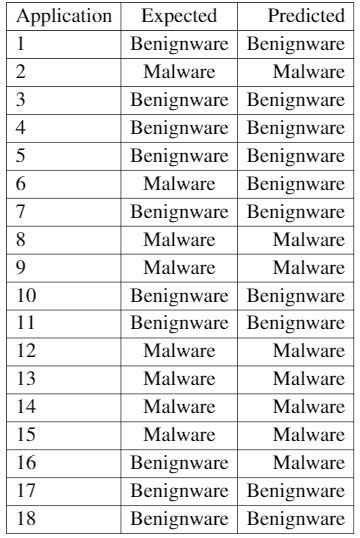 Application Expected Predicted
1 Benignware Benignware
2 Malware Malware
3 Benignware Benignware
4 Benignware Benignware
5 Benignware Benignware
6 Malware Benignware
7 Benignware Benignware
8 Malware Malware
9 Malware Malware
10 Benignware Benignware
11 Benignware Benignware
12 Malware Malware
13 Malware Malware
14 Malware Malware
15 Malware Malware
16 Benignware Malware
17 Benignware Benignware
18 Benignware Benignware